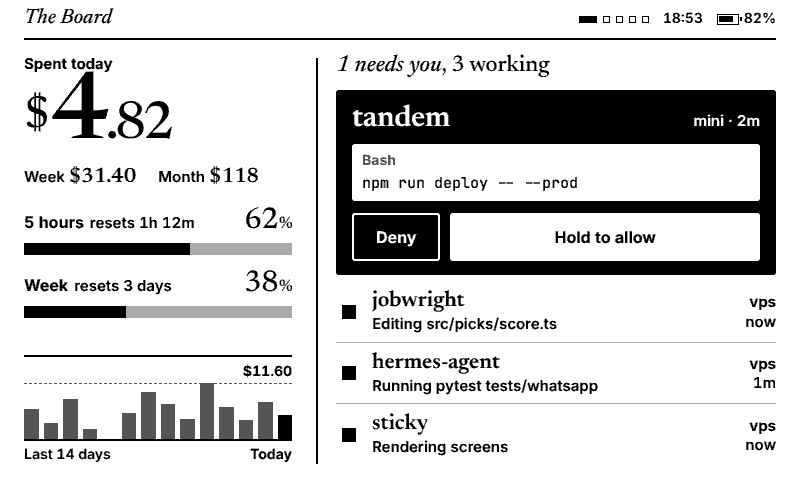 The Board
18:53 82%
Spent today
$4.82
Week $31.40 Month $118
5 hours resets 1h 12m 62%
Week resets 3 days 38%
$11.60
Last 14 days Today
1 needs you, 3 working
tandem mini · 2m
Bash
npm run deploy -- --prod
Deny Hold to allow
jobwright vps
Editing src/picks/score.ts now
hermes-agent vps
Running pytest tests/whatsapp 1m
sticky vps
Rendering screens now